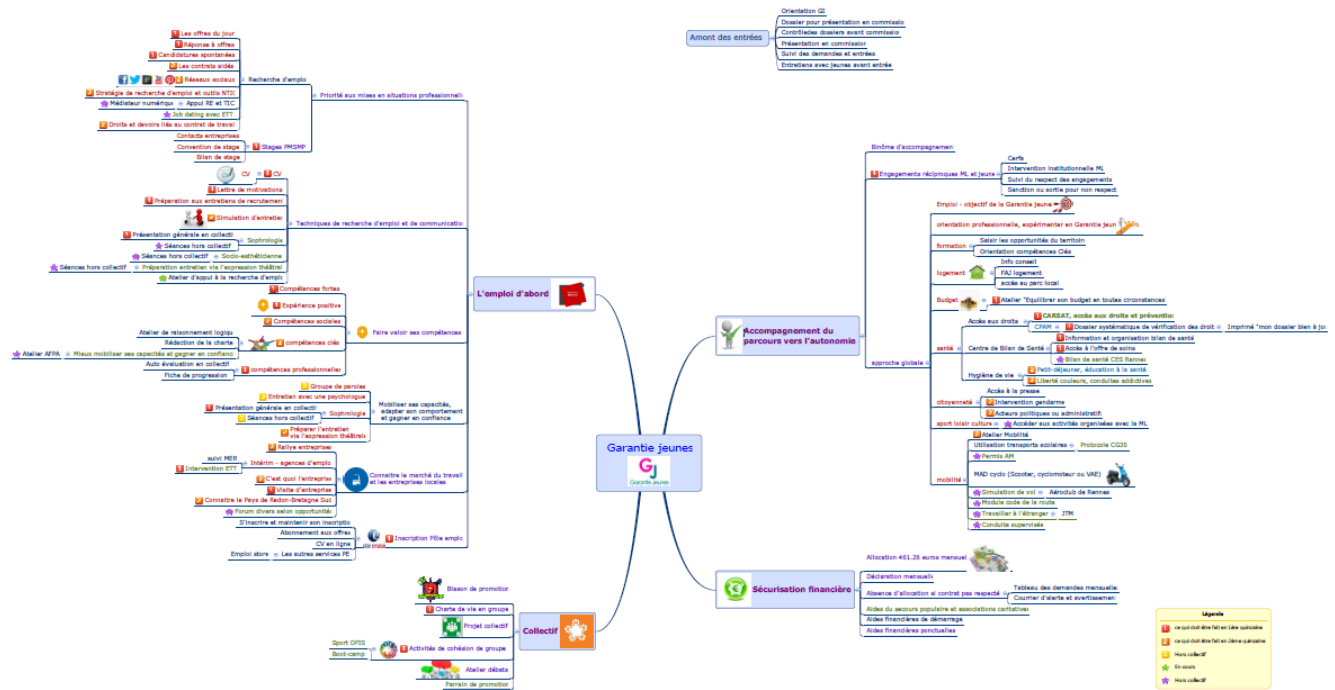 Amont des entrées
Orientation GI
Dossier pour présentation en commissio
Contrôledes dossiers avant commissio
Présentation en commission
Suivi des demandes et entrées
Entretiens avec jeunes avant entrée
Garantie jeunes
GJ
Garantie Jeunes
L'emploi d'abord
Priorité aux mises en situations professionnell
Recherche d'emploi
Les offres du jour
Réponse à offres
Candidatures spontanées
Les contrats aidés
Réseaux sociaux
Stratégie de recherche d'emploi et outils NTIC
Médiateur numérique
Appui RE et TIC
Job dating avec ETT
Droits et devoirs liés au contrat de travail
Stages PMSMP
Contacts entreprises
Convention de stage
Bilan de stage
Techniques de recherche d'emploi et de communication
CV
CV
Lettre de motivations
Préparation aux entretiens de recrutement
Simulation d'entretien
Sophrologie
Présentation générale en collectif
Séances hors collectif
Séances hors collectif
Socio-esthéticienne
Séances hors collectif
Préparation entretien via l'expression théâtral
Atelier d'appui à la recherche d'emploi
Faire valoir ses compétences
Compétences fortes
Expérience positive
Compétences sociales
compétences clés
Atelier de raisonnement logique
Rédaction de la charte
Atelier AFPA
Mieux mobiliser ses capacités et gagner en confianc
compétences professionnelles
Auto évaluation en collectif
Fiche de progression
Mobiliser ses capacités,
adapter son comportement
et gagner en confiance
Groupe de paroles
Entretien avec une psychologue
Sophrologie
Présentation générale en collectif
Séances hors collectif
Préparer l'entretien
via l'expression théâtrale
Connaitre le marché du travail
et les entreprises locales
Rallye entreprises
Intérim - agences d'emploi
suivi MER
Intervention ETT
C'est quoi l'entreprise
Visite d'entreprise
Connaitre le Pays de Redon-Bretagne Sud
Forum divers selon opportunités
Inscription Pôle emploi
S'inscrire et maintenir son inscription
Abonnement aux offres
CV en ligne
Emploi store
Les autres services PE
Collectif
Blason de promotion
Charte de vie en groupe
Projet collectif
Activités de cohésion de groupe
Sport OFIS
Boot-camp
Atelier débats
Parrain de promotion
Accompagnement du
parcours vers l'autonomie
Binôme d'accompagnement
Engagements réciproques ML et jeune
Cerfa
Intervention institutionnelle ML
Suivi du respect des engagements
Sanction ou sortie pour non respect
approche globale
Emploi - objectif de la Garantie jeune
orientation professionnelle, expérimenter en Garantie jeun
formation
Saisir les opportunités du territoire
Orientation compétences Clés
logement
Info conseil
FAJ logement
accès au parc local
Budget
Atelier "Equilibrer son budget en toutes circonstances
santé
Accès aux droits
CARSAT, accès aux droits et prévention
CPAM
Dossier systématique de vérification des droit
Imprimé "mon dossier bien à jo
Centre de Bilan de Santé
Information et organisation bilan de santé
Accès à l'offre de soins
Bilan de santé CES Rennes
Hygiène de vie
Petit-déjeuner, éducation à la santé
Liberté couleurs, conduites addictives
citoyenneté
Accès à la presse
Intervention gendarme
Acteurs politiques ou administratif
sport loisir culture
Accéder aux activités organisées avec la ML
mobilité
Atelier Mobilité
Utilisation transports scolaires
Protocole CG35
Permis AM
MAD cyclo (Scooter, cyclomoteur ou VAE)
Simulation de vol
Aéroclub de Rennes
Module code de la route
Travailler à l'étranger
JTM
Conduite supervisée
Sécurisation financière
Allocation 461.26 euros mensuel
Déclaration mensuelle
Absence d'allocation si contrat pas respecté
Tableau des demandes mensuelles
Courrier d'alerte et avertissement
Aides du secours populaire et associations caritatives
Aides financières de démarrage
Aides financières ponctuelles
Légende
ce qui doit être fait en 1ère quinzaine
ce qui doit être fait en 2ème quinzaine
Hors collectif
En cours
Hors collectif